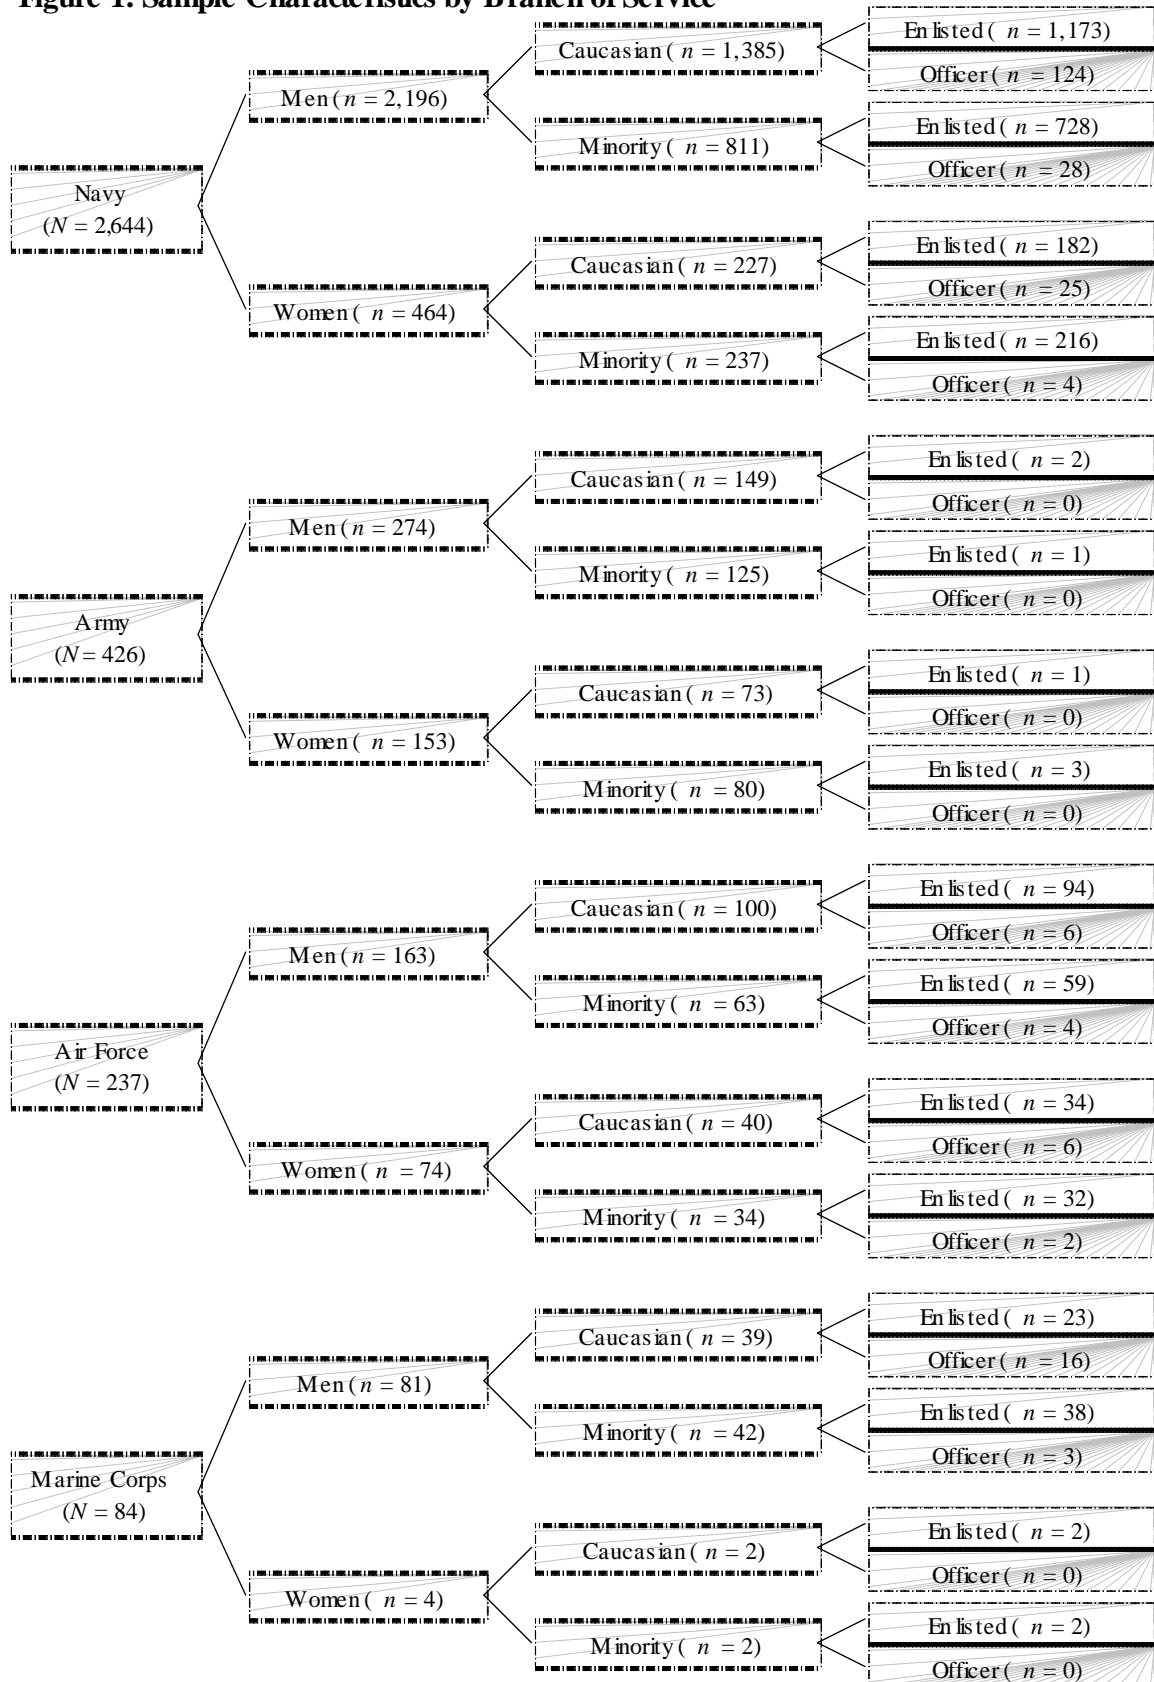 Figure 1. Sample Characteristics by Branch of Service
Navy
(N = 2,644)
Men (n = 2,196)
Caucasian (n = 1,385)
Enlisted (n = 1,173)
Officer (n = 124)
Minority (n = 811)
Enlisted (n = 728)
Officer (n = 28)
Women (n = 464)
Caucasian (n = 227)
Enlisted (n = 182)
Officer (n = 25)
Minority (n = 237)
Enlisted (n = 216)
Officer (n = 4)
Army
(N = 426)
Men (n = 274)
Caucasian (n = 149)
Enlisted (n = 2)
Officer (n = 0)
Minority (n = 125)
Enlisted (n = 1)
Officer (n = 0)
Women (n = 153)
Caucasian (n = 73)
Enlisted (n = 1)
Officer (n = 0)
Minority (n = 80)
Enlisted (n = 3)
Officer (n = 0)
Air Force
(N = 237)
Men (n = 163)
Caucasian (n = 100)
Enlisted (n = 94)
Officer (n = 6)
Minority (n = 63)
Enlisted (n = 59)
Officer (n = 4)
Women (n = 74)
Caucasian (n = 40)
Enlisted (n = 34)
Officer (n = 6)
Minority (n = 34)
Enlisted (n = 32)
Officer (n = 2)
Marine Corps
(N = 84)
Men (n = 81)
Caucasian (n = 39)
Enlisted (n = 23)
Officer (n = 16)
Minority (n = 42)
Enlisted (n = 38)
Officer (n = 3)
Women (n = 4)
Caucasian (n = 2)
Enlisted (n = 2)
Officer (n = 0)
Minority (n = 2)
Enlisted (n = 2)
Officer (n = 0)